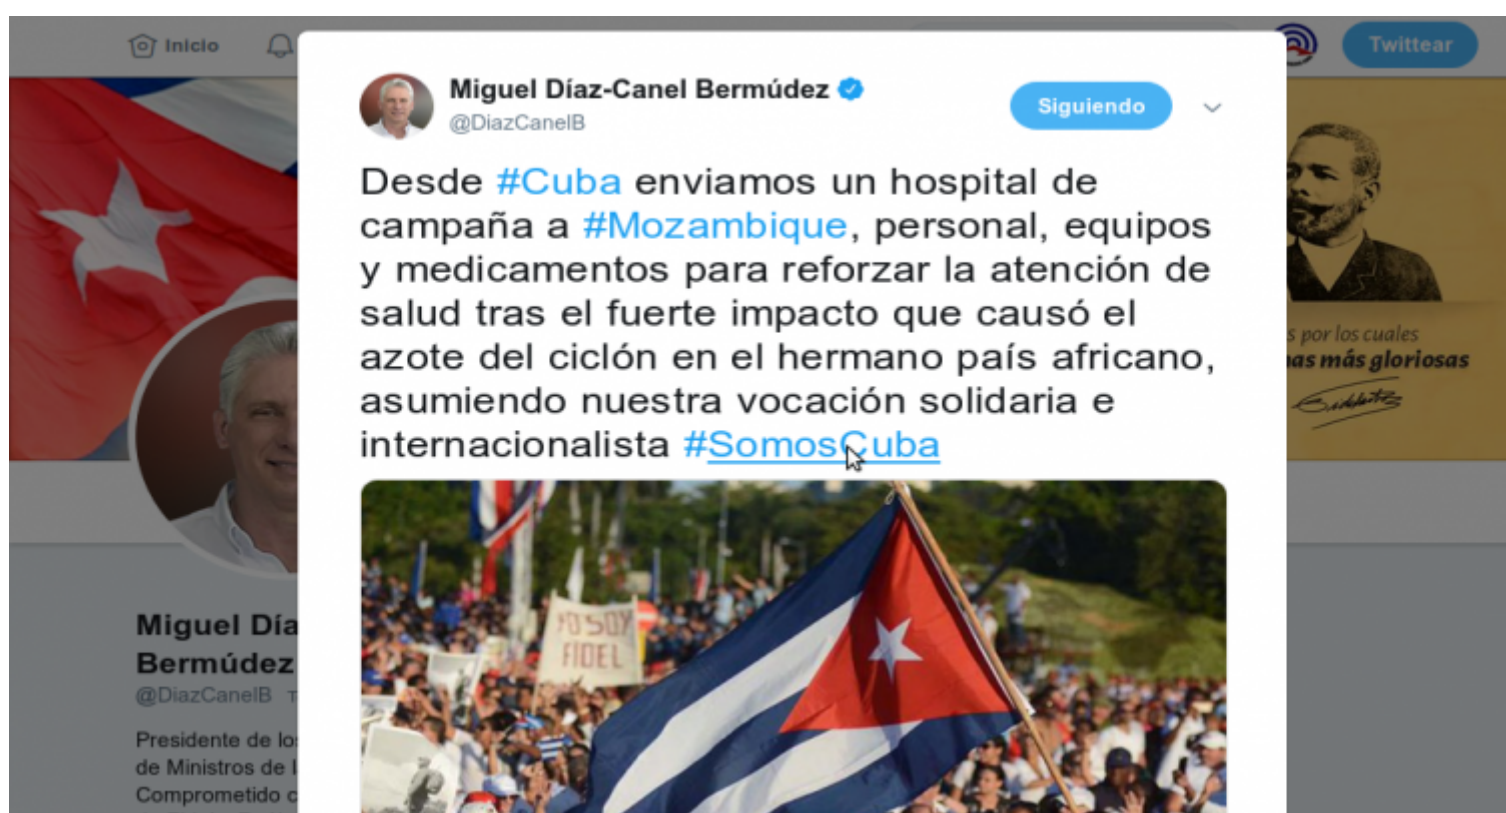 Inicio
Twittear
Miguel Díaz-Canel Bermúdez
@DiazCanelB
Siguiendo
Desde #Cuba enviamos un hospital de
campaña a #Mozambique, personal, equipos
y medicamentos para reforzar la atención de
salud tras el fuerte impacto que causó el
azote del ciclón en el hermano país africano,
asumiendo nuestra vocación solidaria e
internacionalista #SomosCuba
YO SOY
FIDEL
s por los cuales
as más gloriosas
Miguel Día
Bermúdez
@DiazCanelB
Presidente de los
de Ministros de l
Comprometido c